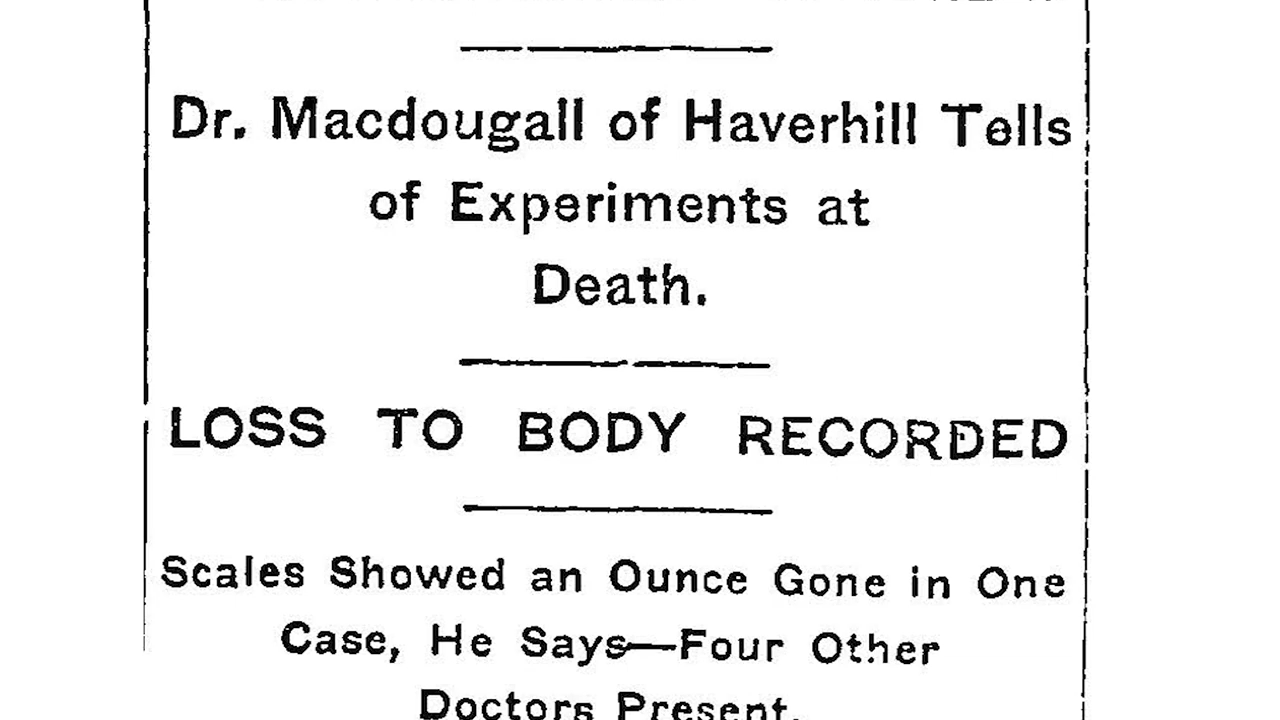 Dr. Macdougall of Haverhill Tells
of Experiments at
Death.
LOSS TO BODY RECORDED
Scales Showed an Ounce Gone in One
Case, He Says—Four Other
Doctors Present.